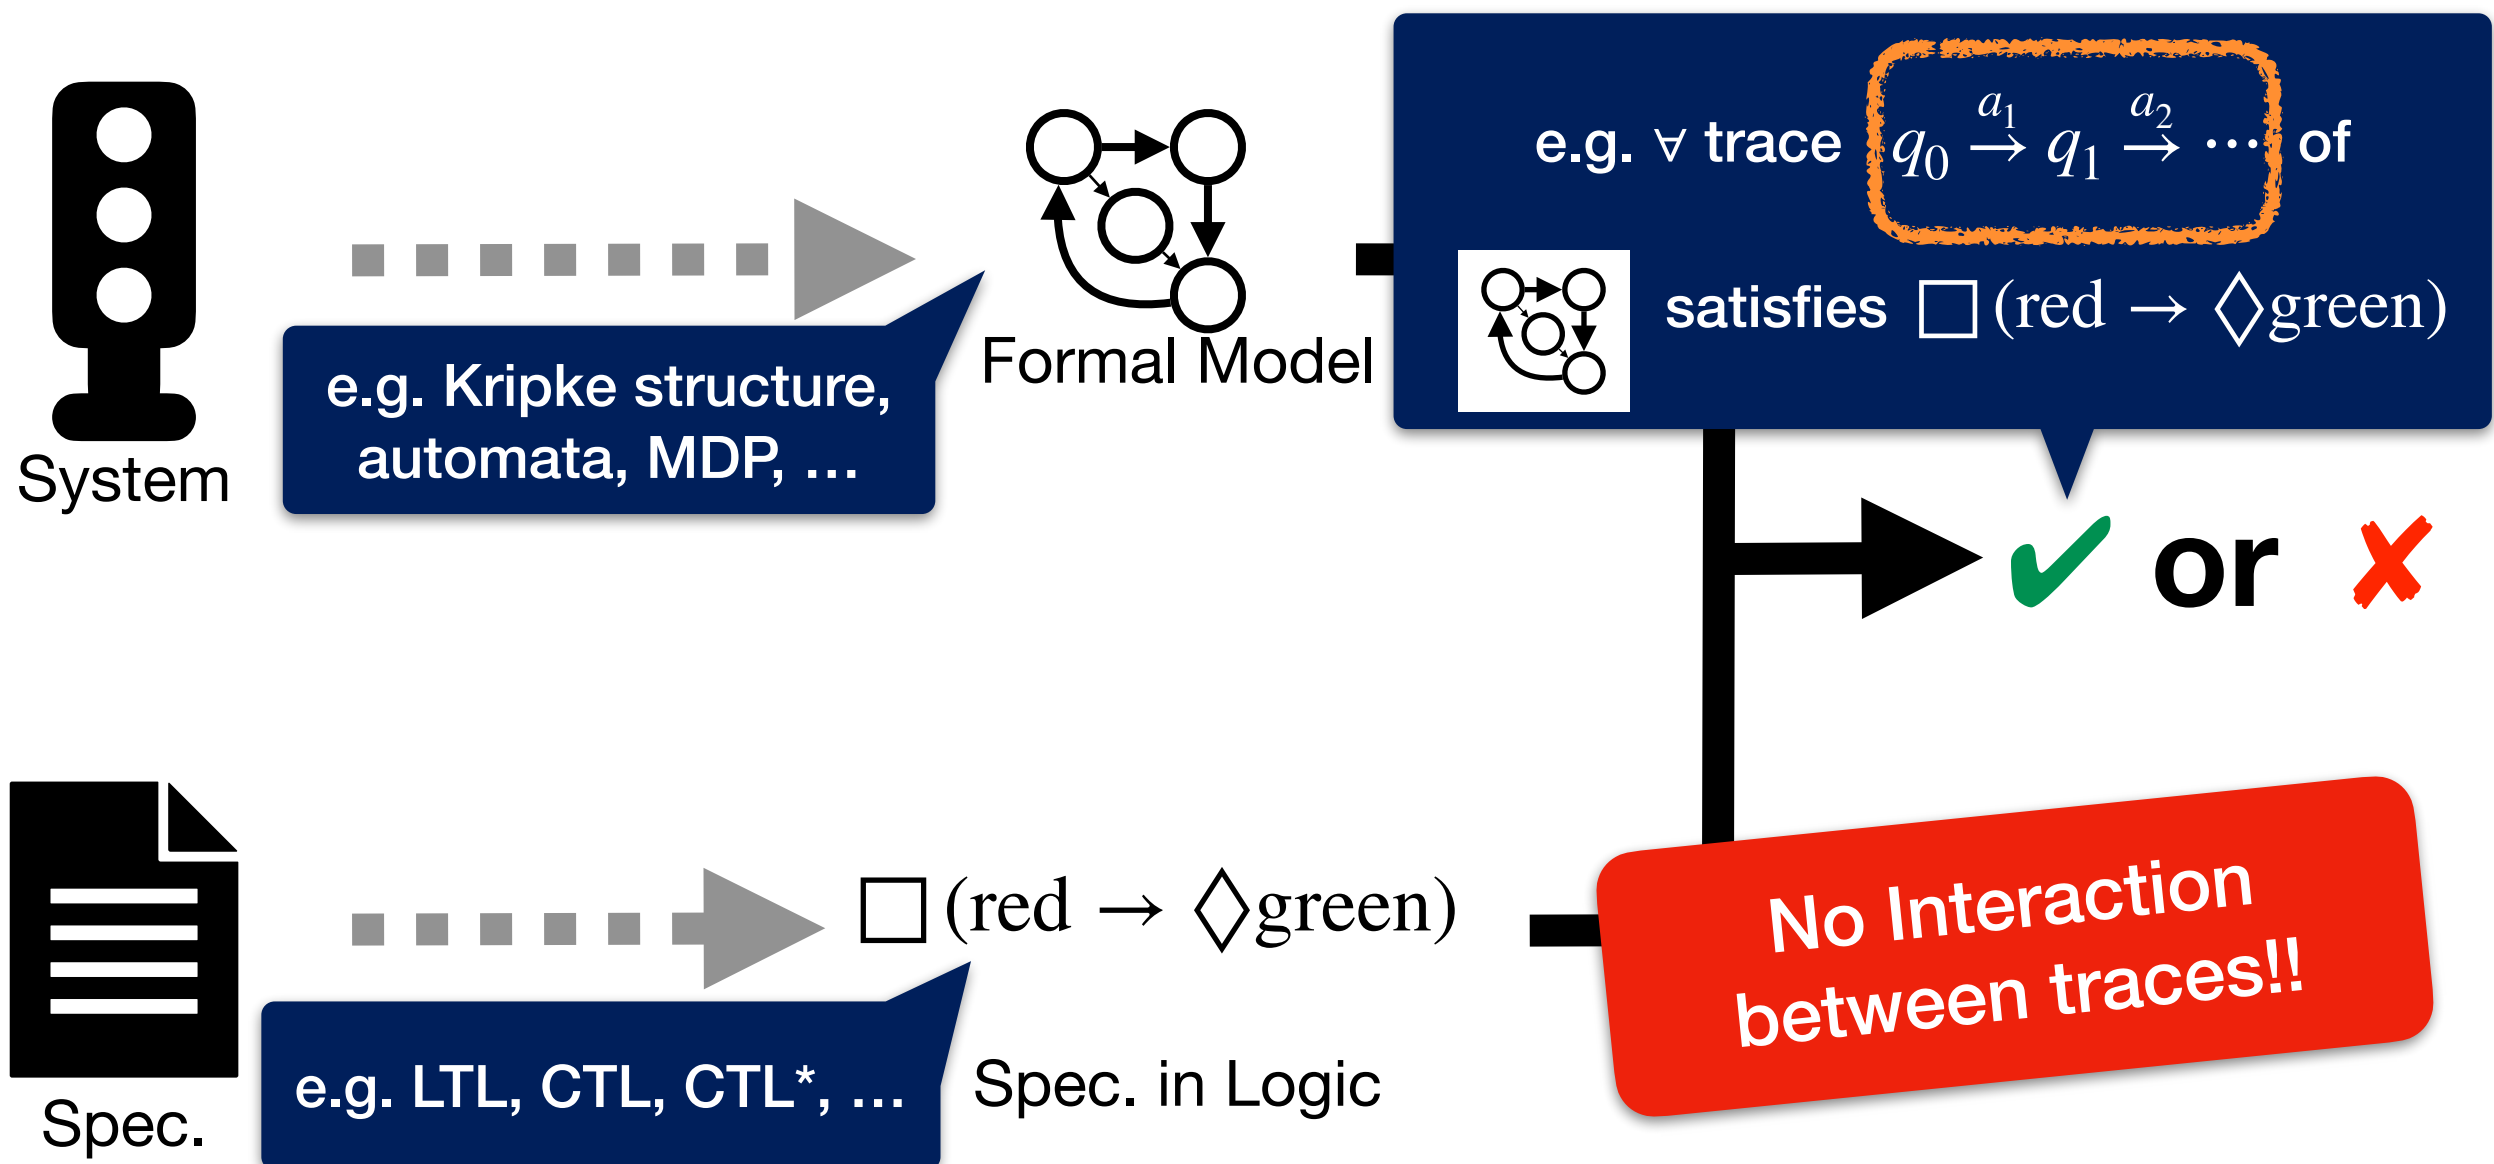 e.g. ∀ trace q₀ →a₁ q₁ →a₂ ⋯ of
satisfies □(red → ◇green)
Formal Model
e.g. Kripke structure,
automata, MDP, …
System
✔ or ✘
No Interaction
between traces!!
□(red → ◇green)
e.g. LTL, CTL, CTL* , …
Spec. in Logic
Spec.